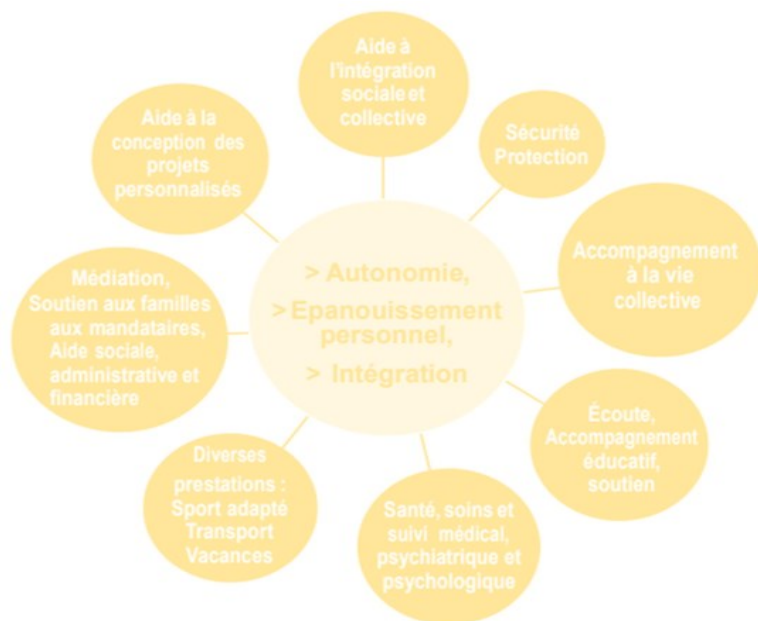 Aide à
l'intégration
sociale et
collective
Sécurité
Protection
Accompagnement
à la vie
collective
Écoute,
Accompagnement
éducatif,
soutien
Santé, soins et
suivi médical,
psychiatrique et
psychologique
Diverses
prestations :
Sport adapté
Transport
Vacances
Médiation,
Soutien aux familles
aux mandataires,
Aide sociale,
administrative et
financière
Aide à la
conception des
projets
personnalisés
> Autonomie,
> Epanouissement
personnel,
> Intégration